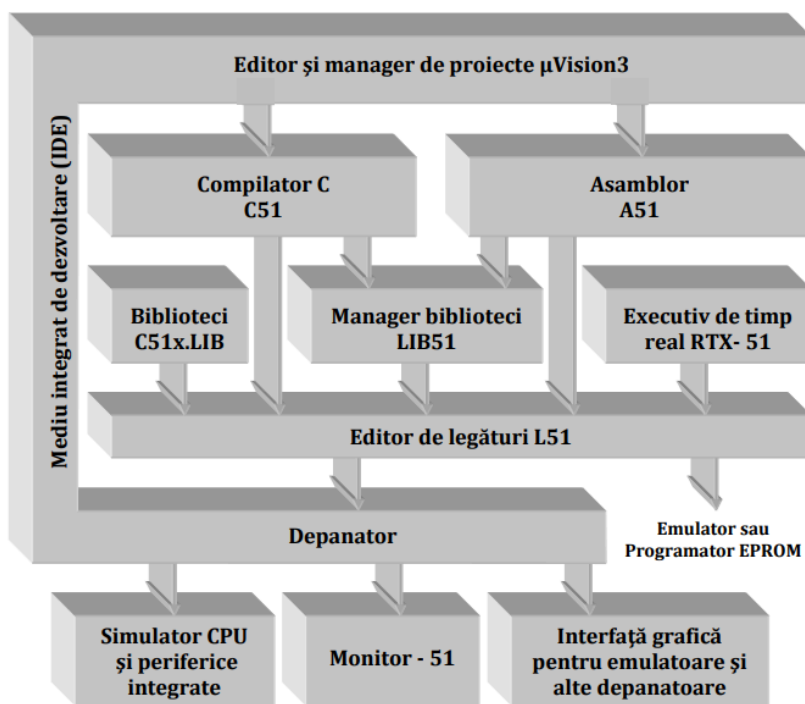 Editor şi manager de proiecte µVision3
Mediu integrat de dezvoltare (IDE)
Compilator C
C51
Asamblor
A51
Biblioteci
C51x.LIB
Manager biblioteci
LIB51
Executiv de timp
real RTX- 51
Editor de legături L51
Depanator
Emulator sau
Programator EPROM
Simulator CPU
şi periferice
integrate
Monitor - 51
Interfaţă grafică
pentru emulatoare şi
alte depanatoare